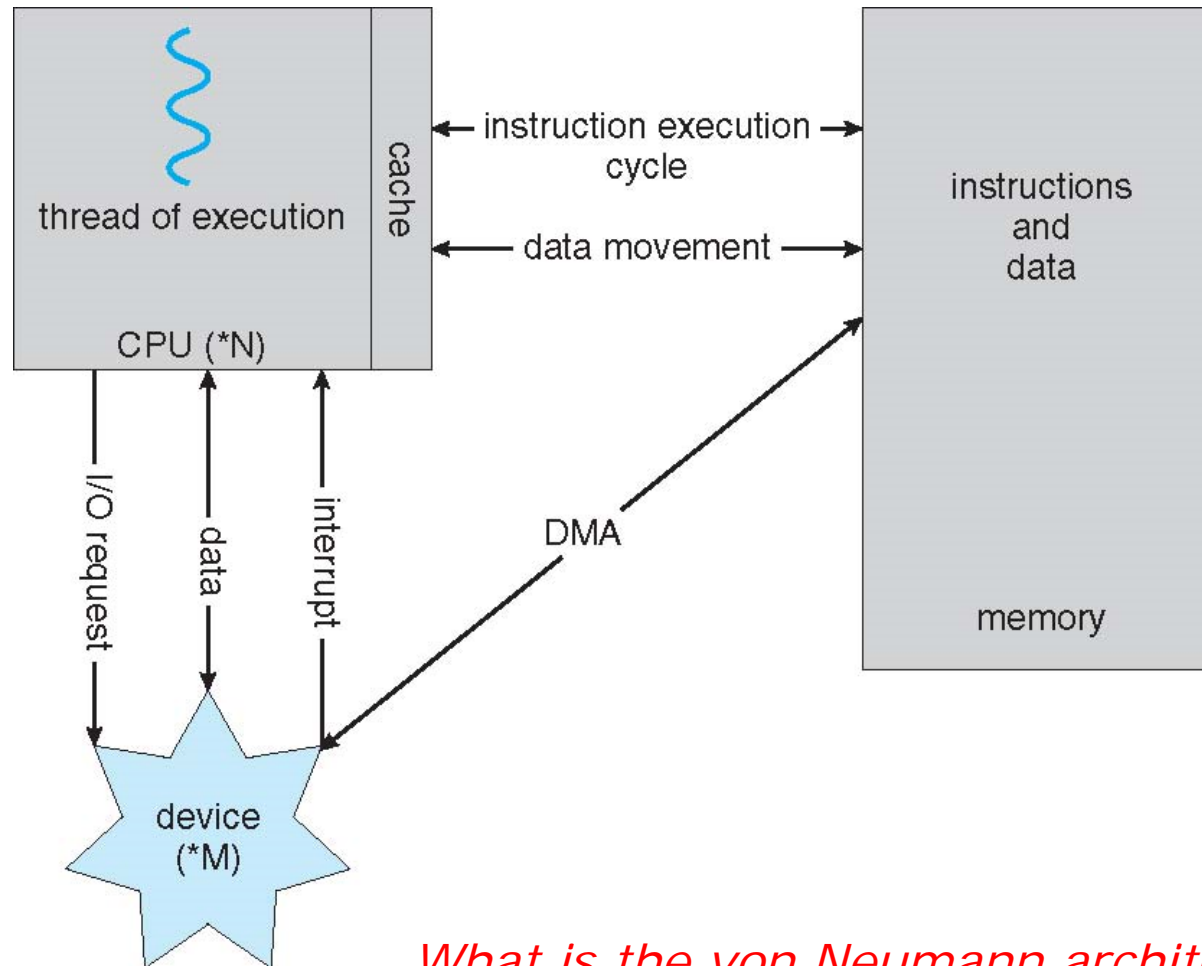 thread of execution
cache
CPU (*N)
instruction execution
cycle
data movement
instructions
and
data
memory
I/O request
data
interrupt
DMA
device
(*M)
What is the von Neumann